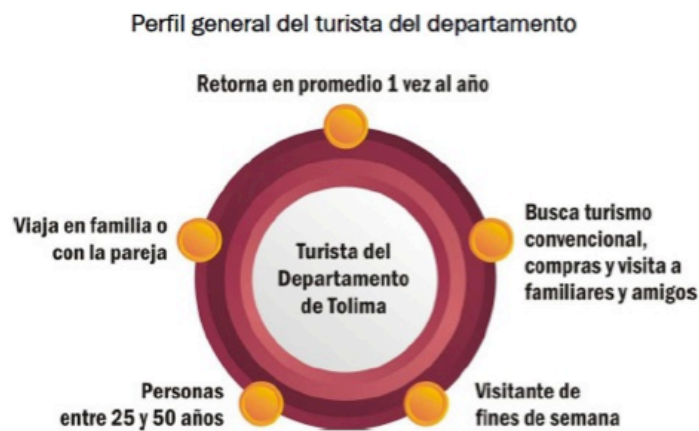 Perfil general del turista del departamento
Retorna en promedio 1 vez al año
Viaja en familia o
con la pareja
Busca turismo
convencional,
compras y visita a
familiares y amigos
Turista del
Departamento
de Tolima
Personas
entre 25 y 50 años
Visitante de
fines de semana